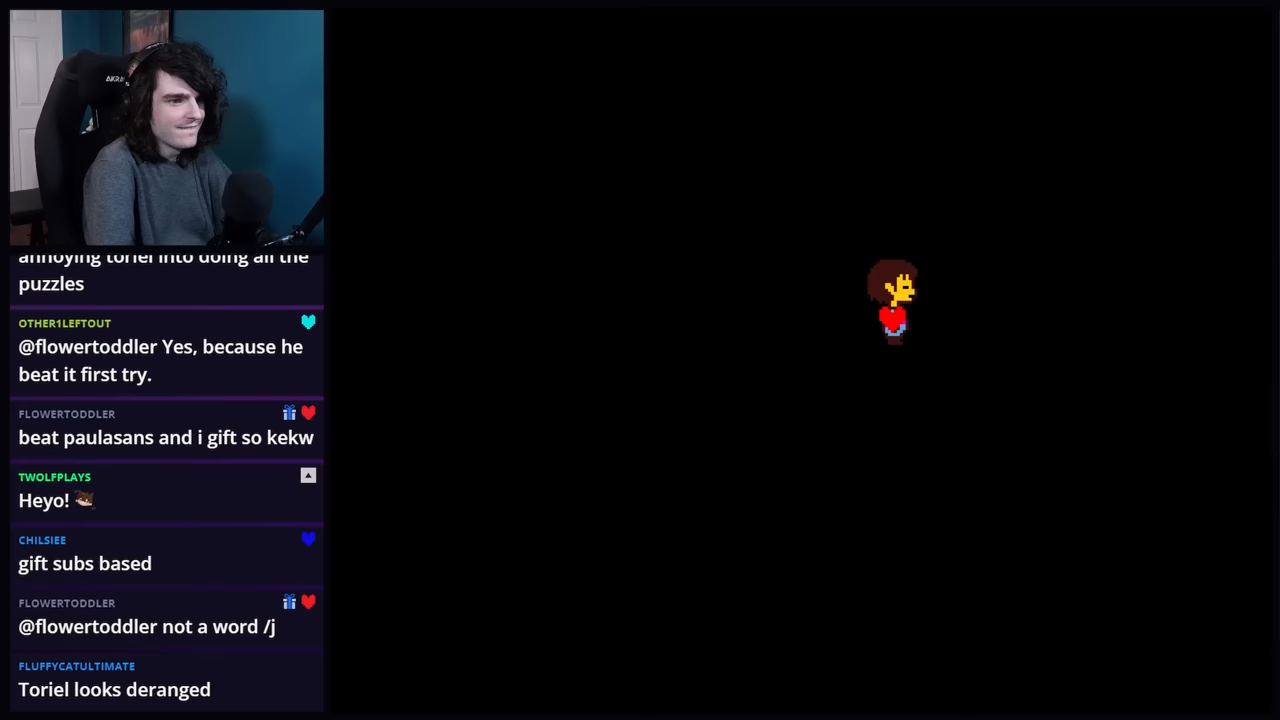 AKRacing
annoying toriel into doing all the
puzzles
OTHER1LEFTOUT
@flowertoddler Yes, because he
beat it first try.
FLOWERTODDLER
beat paulasans and i gift so kekw
TWOLFPLAYS
Heyo!
CHILSIEE
gift subs based
FLOWERTODDLER
@flowertoddler not a word /j
FLUFFYCATULTIMATE
Toriel looks deranged